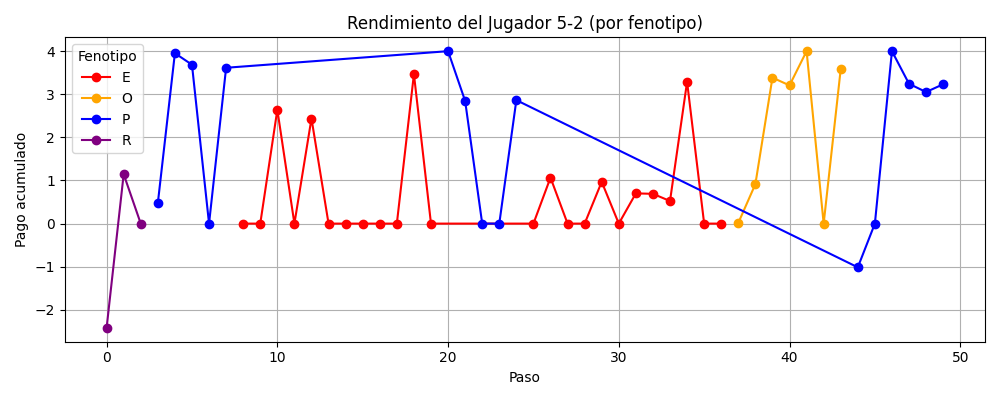 Rendimiento del Jugador 5-2 (por fenotipo)
Pago acumulado
4
3
2
1
0
−1
−2
Fenotipo
E
O
P
R
0
10
20
30
40
50
Paso